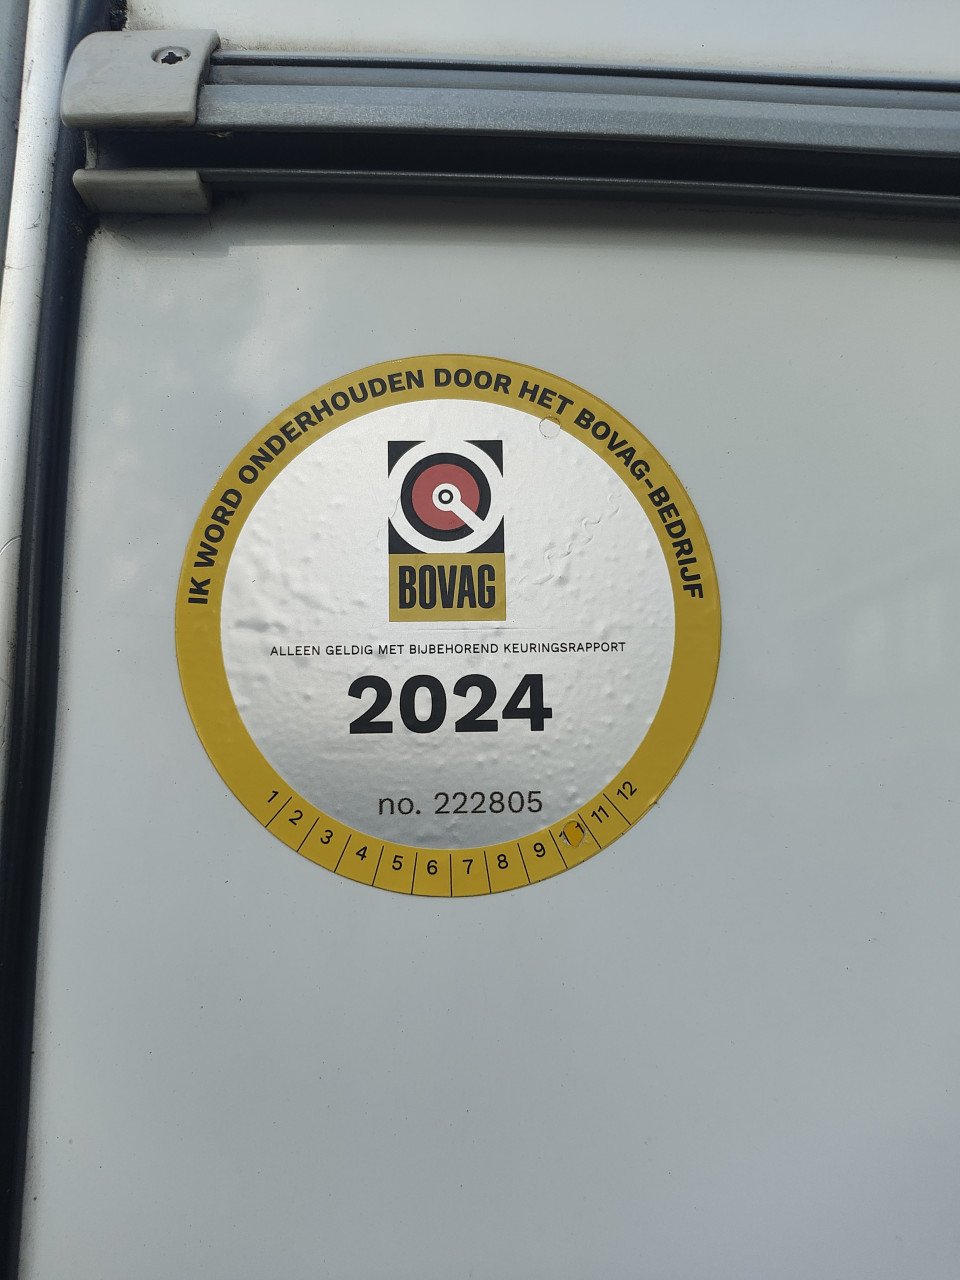 IK WORD ONDERHOUDEN DOOR HET BOVAG-BEDRIJF
BOVAG
ALLEEN GELDIG MET BIJBEHOREND KEURINGSRAPPORT
2024
no. 222805
1 2 3 4 5 6 7 8 9 11 12